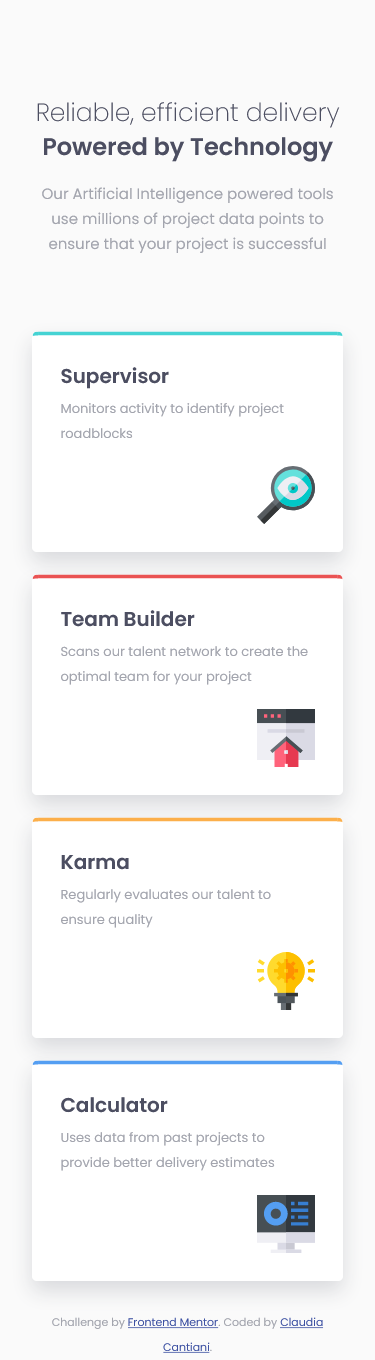 Reliable, efficient delivery
Powered by Technology
Our Artificial Intelligence powered tools
use millions of project data points to
ensure that your project is successful
Supervisor
Monitors activity to identify project
roadblocks
Team Builder
Scans our talent network to create the
optimal team for your project
Karma
Regularly evaluates our talent to
ensure quality
Calculator
Uses data from past projects to
provide better delivery estimates
Challenge by Frontend Mentor. Coded by Claudia
Cantiani.